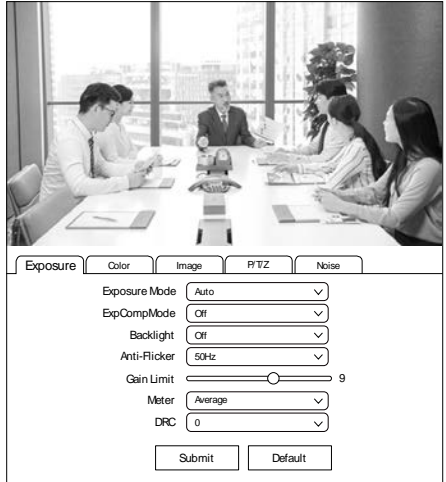 Exposure Color Image P/T/Z Noise
Exposure Mode Auto
ExpCompMode Off
Backlight Off
Anti-Flicker 50Hz
Gain Limit 9
Meter Average
DRC 0
Submit Default